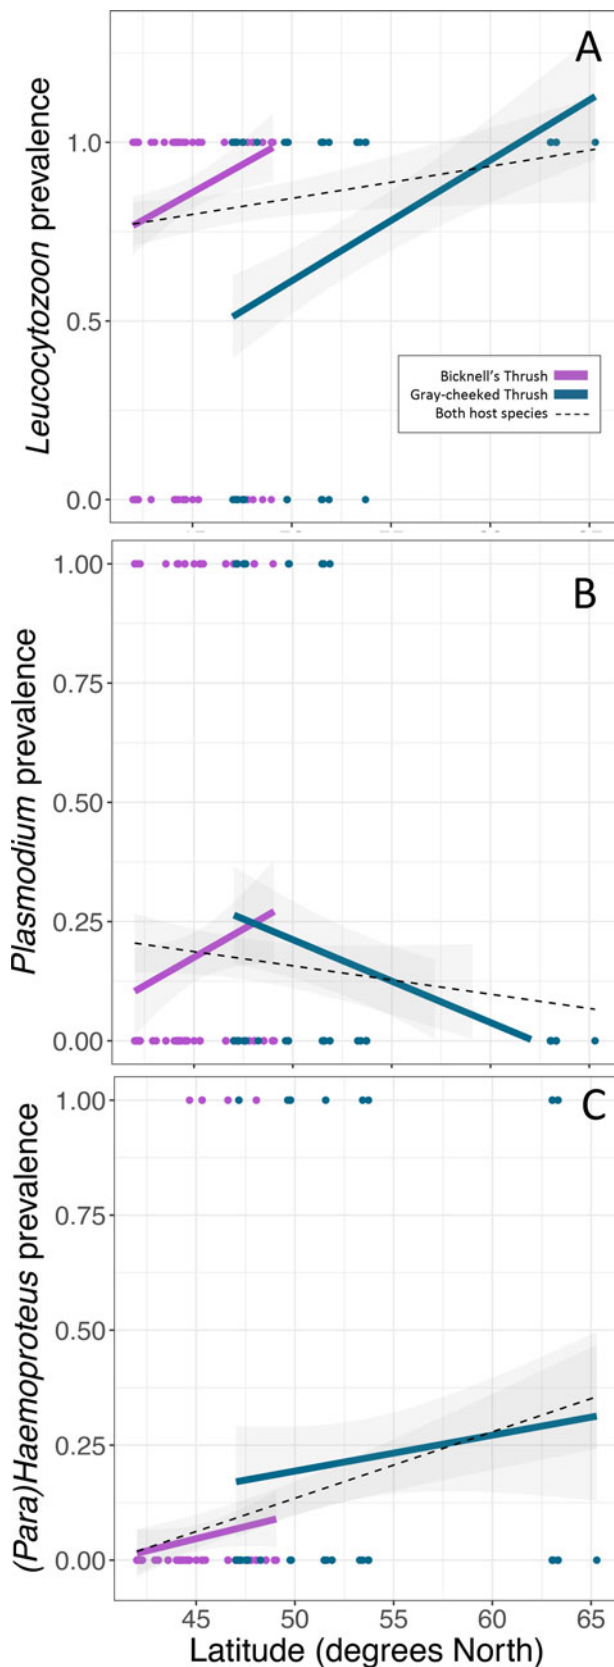 A
Leucocytozoon prevalence
1.0
0.5
0.0
Bicknell's Thrush
Gray-cheeked Thrush
Both host species
B
Plasmodium prevalence
1.00
0.75
0.50
0.25
0.00
C
(Para)Haemoproteus prevalence
1.00
0.75
0.50
0.25
0.00
45 50 55 60 65
Latitude (degrees North)